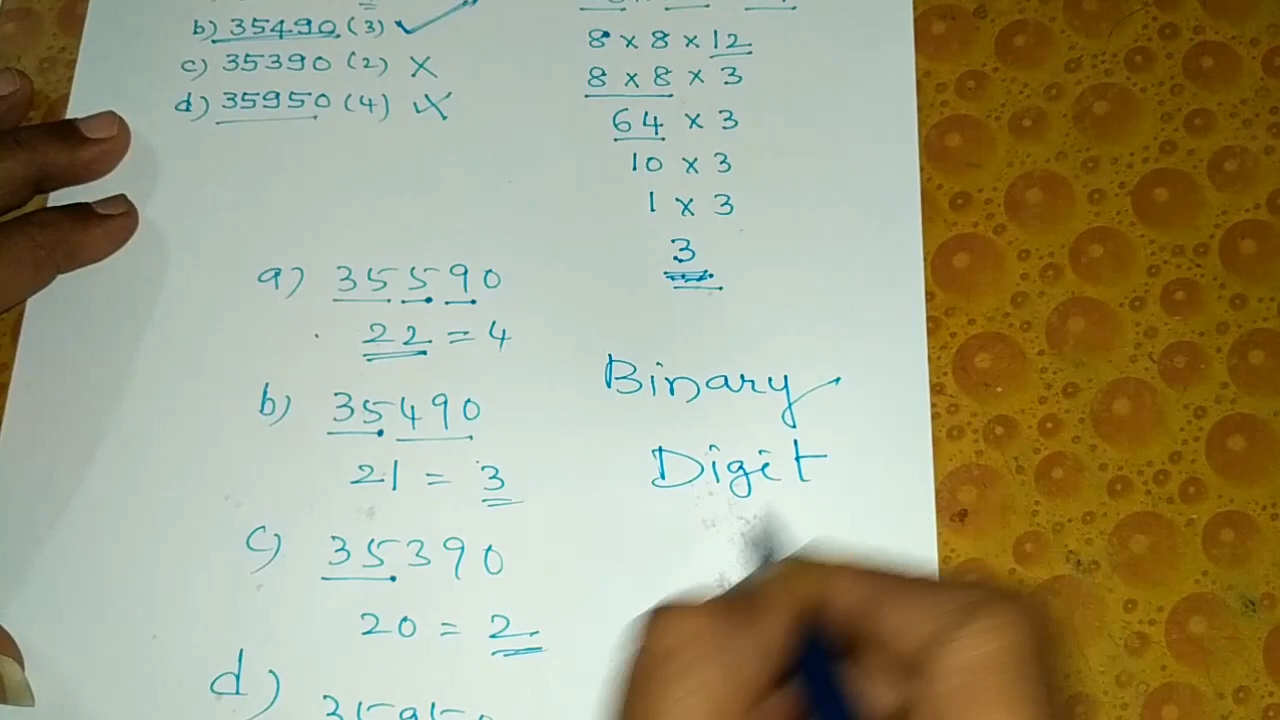 b) 35490 (3) ✓
c) 35390 (2) ×
d) 35950 (4) ×
8 × 8 × 12
8 × 8 × 3
64 × 3
10 × 3
1 × 3
3
a) 35590
22 = 4
b) 35490
21 = 3
c) 35390
20 = 2
d) 35950
Binary
Digit